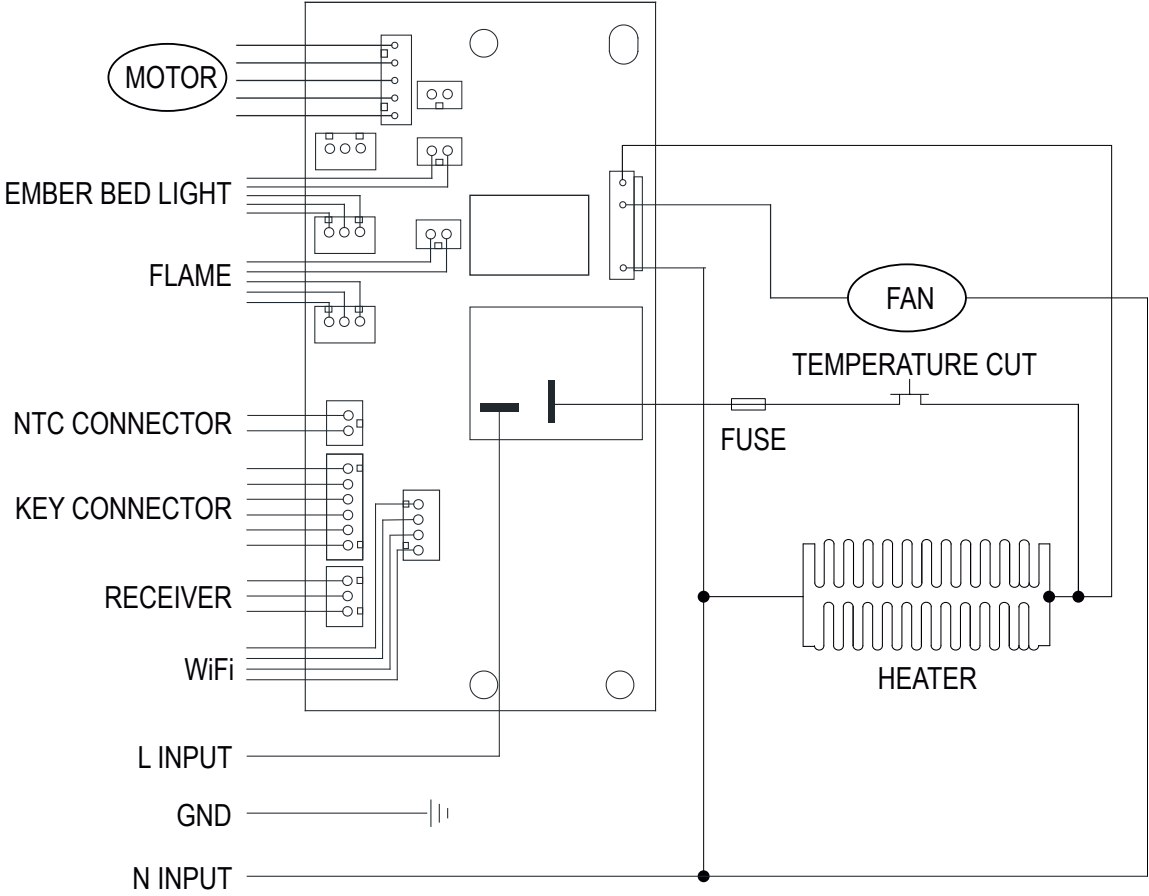 MOTOR
EMBER BED LIGHT
FLAME
FAN
TEMPERATURE CUT
FUSE
NTC CONNECTOR
KEY CONNECTOR
RECEIVER
WiFi
HEATER
L INPUT
GND
N INPUT